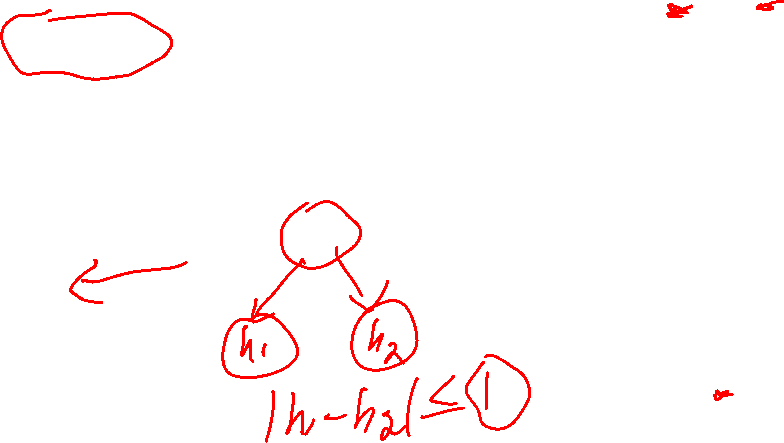 h1 h2
|h1 - h2| ≤ 1